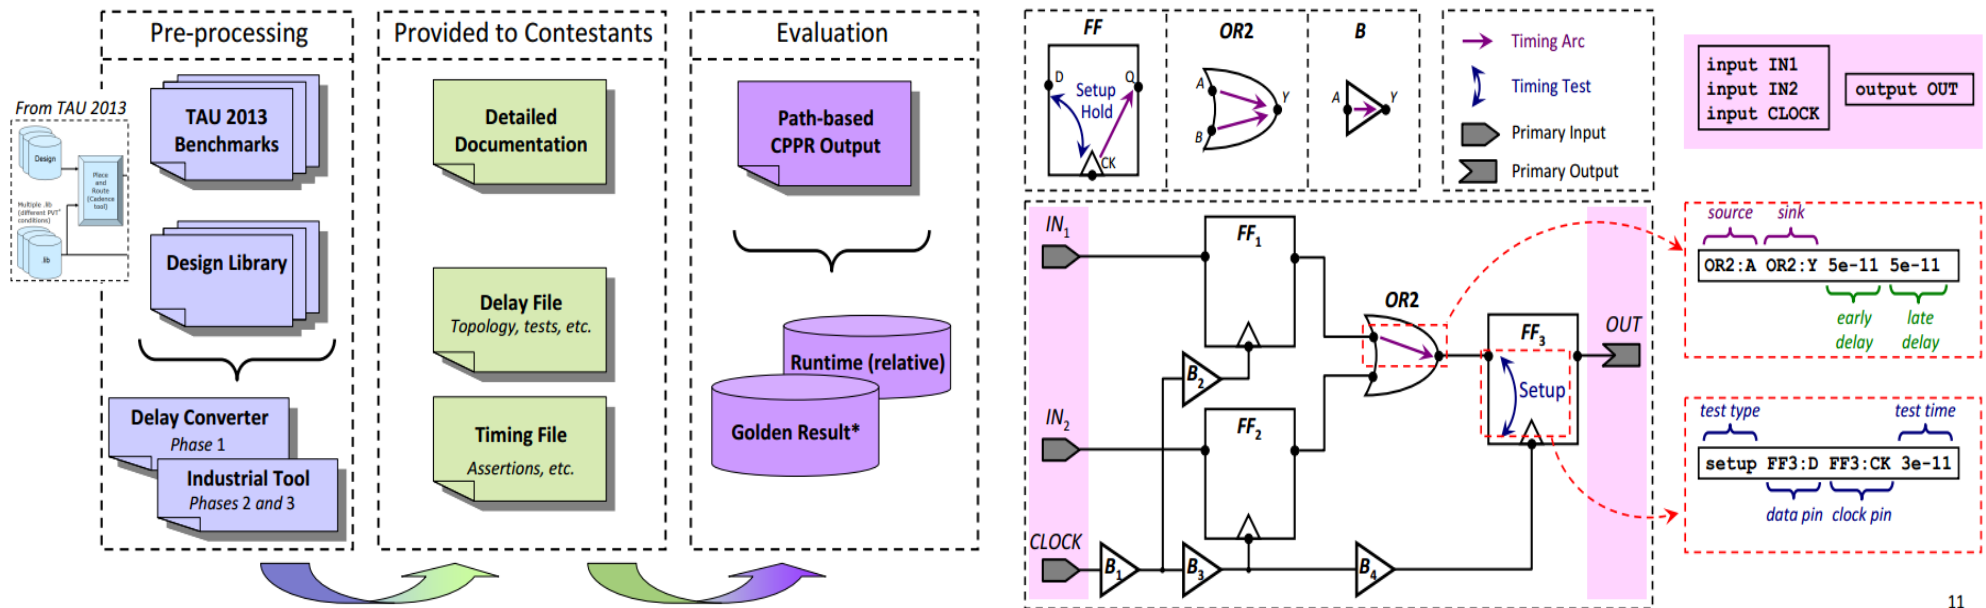 Pre-processing
From TAU 2013
Design
Place
and
Route
(Cadence
tool)
Multiple .lib
(different PVT*
conditions)
.lib
TAU 2013
Benchmarks
Design Library
Delay Converter
Phase 1
Industrial Tool
Phases 2 and 3
Provided to Contestants
Detailed
Documentation
Delay File
Topology, tests, etc.
Timing File
Assertions, etc.
Evaluation
Path-based
CPPR Output
Runtime (relative)
Golden Result*
FF
D
Q
Setup
Hold
CK
OR2
A
B
Y
B
A
Y
Timing Arc
Timing Test
Primary Input
Primary Output
input IN1
input IN2
input CLOCK
output OUT
IN1
FF1
OR2
FF3
OUT
Setup
B2
IN2
FF2
CLOCK
B1
B3
B4
source sink
OR2:A OR2:Y 5e-11 5e-11
early
delay
late
delay
test type
test time
setup FF3:D FF3:CK 3e-11
data pin clock pin
11